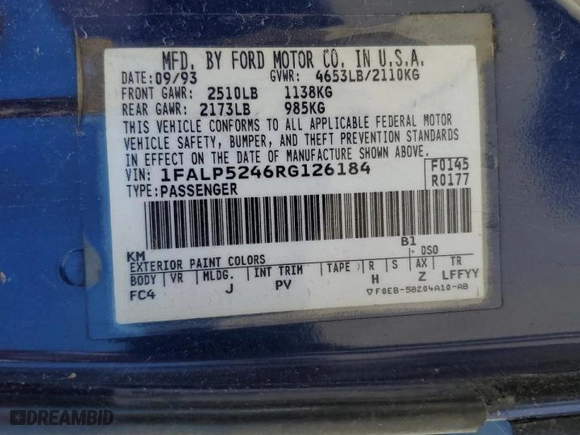 MFD. BY FORD MOTOR CO. IN U.S.A.
DATE: 09/93 GVWR: 4653LB/2110KG
FRONT GAWR: 2510LB 1138KG
REAR GAWR: 2173LB 985KG
THIS VEHICLE CONFORMS TO ALL APPLICABLE FEDERAL MOTOR
VEHICLE SAFETY, BUMPER, AND THEFT PREVENTION STANDARDS
IN EFFECT ON THE DATE OF MANUFACTURE SHOWN ABOVE.
VIN: 1FALP5246RG126184 F0145
TYPE: PASSENGER R0177
B1
KM DSO
EXTERIOR PAINT COLORS
BODY VR MLDG. INT TRIM TAPE R S AX TR
FC4 J PV H Z LFFYY
▽F0EB-58204A10-AB
DREAMBID